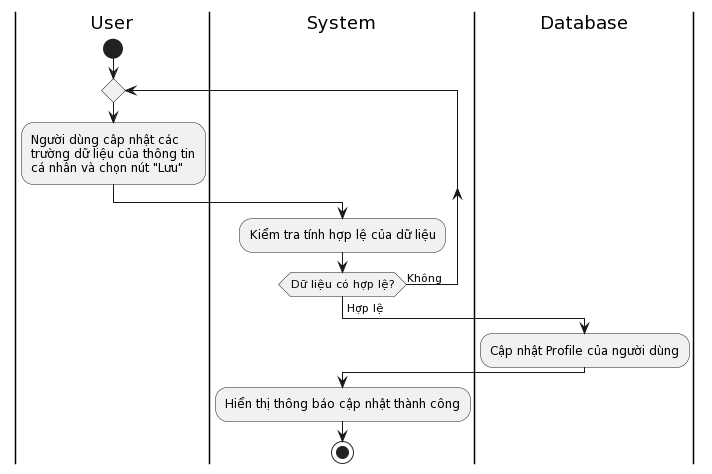 User
System
Database
Người dùng câp nhật các
trường dữ liệu của thông tin
cá nhân và chọn nút "Lưu"
Kiểm tra tính hợp lệ của dữ liệu
Dữ liệu có hợp lệ?
Không
Hợp lệ
Cập nhật Profile của người dùng
Hiển thị thông báo cập nhật thành công